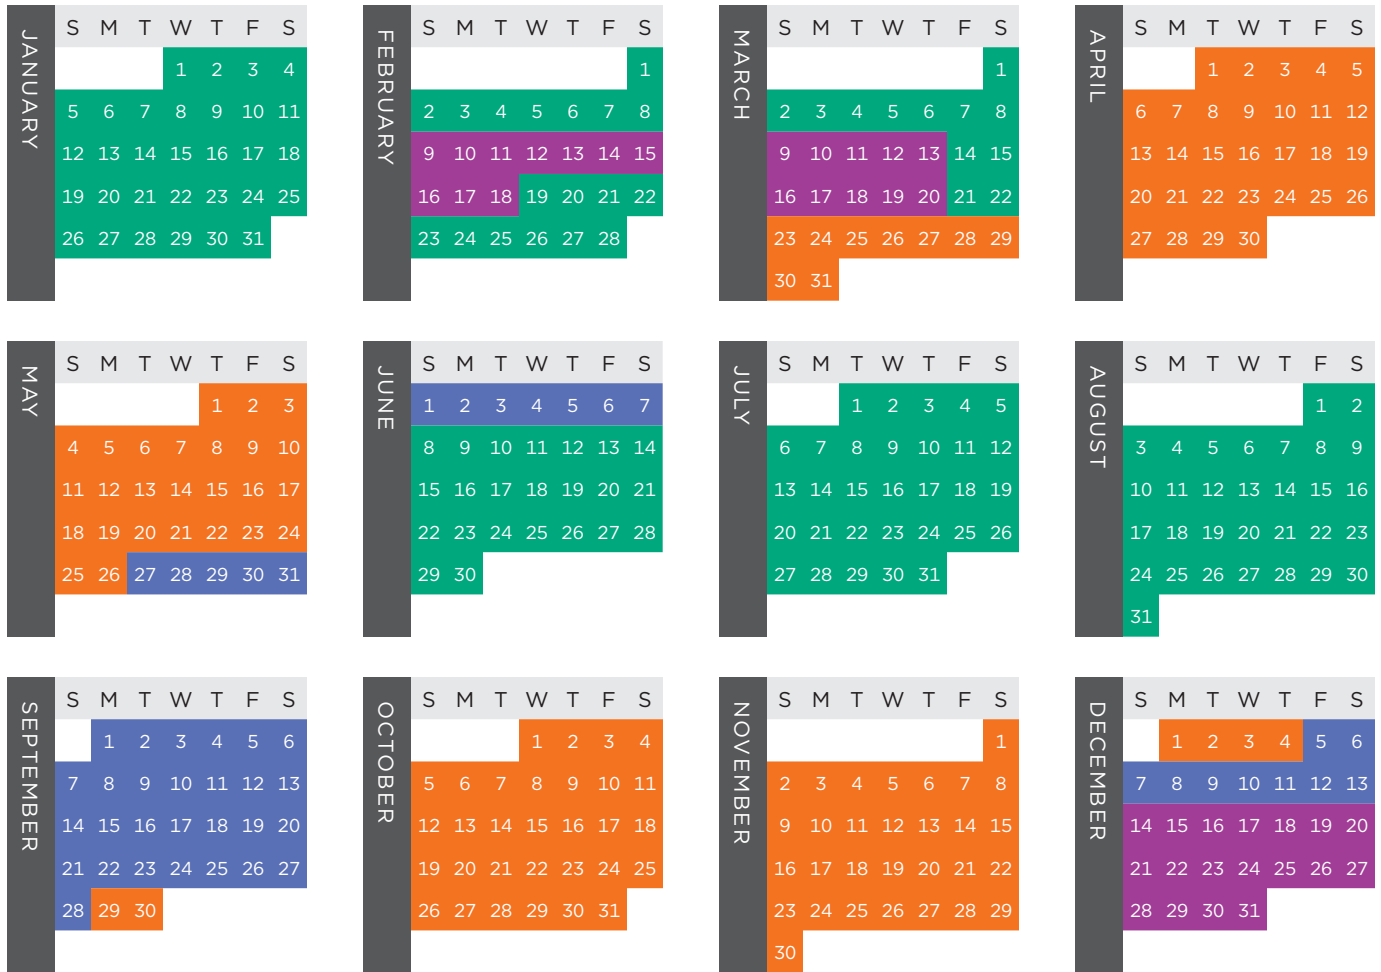 JANUARY
S M T W T F S
1 2 3 4
5 6 7 8 9 10 11
12 13 14 15 16 17 18
19 20 21 22 23 24 25
26 27 28 29 30 31
FEBRUARY
S M T W T F S
1
2 3 4 5 6 7 8
9 10 11 12 13 14 15
16 17 18 19 20 21 22
23 24 25 26 27 28
MARCH
S M T W T F S
1
2 3 4 5 6 7 8
9 10 11 12 13 14 15
16 17 18 19 20 21 22
23 24 25 26 27 28 29
30 31
APRIL
S M T W T F S
1 2 3 4 5
6 7 8 9 10 11 12
13 14 15 16 17 18 19
20 21 22 23 24 25 26
27 28 29 30
MAY
S M T W T F S
1 2 3
4 5 6 7 8 9 10
11 12 13 14 15 16 17
18 19 20 21 22 23 24
25 26 27 28 29 30 31
JUNE
S M T W T F S
1 2 3 4 5 6 7
8 9 10 11 12 13 14
15 16 17 18 19 20 21
22 23 24 25 26 27 28
29 30
JULY
S M T W T F S
1 2 3 4 5
6 7 8 9 10 11 12
13 14 15 16 17 18 19
20 21 22 23 24 25 26
27 28 29 30 31
AUGUST
S M T W T F S
1 2
3 4 5 6 7 8 9
10 11 12 13 14 15 16
17 18 19 20 21 22 23
24 25 26 27 28 29 30
31
SEPTEMBER
S M T W T F S
1 2 3 4 5 6
7 8 9 10 11 12 13
14 15 16 17 18 19 20
21 22 23 24 25 26 27
28 29 30
OCTOBER
S M T W T F S
1 2 3 4
5 6 7 8 9 10 11
12 13 14 15 16 17 18
19 20 21 22 23 24 25
26 27 28 29 30 31
NOVEMBER
S M T W T F S
1
2 3 4 5 6 7 8
9 10 11 12 13 14 15
16 17 18 19 20 21 22
23 24 25 26 27 28 29
30
DECEMBER
S M T W T F S
1 2 3 4 5 6
7 8 9 10 11 12 13
14 15 16 17 18 19 20
21 22 23 24 25 26 27
28 29 30 31